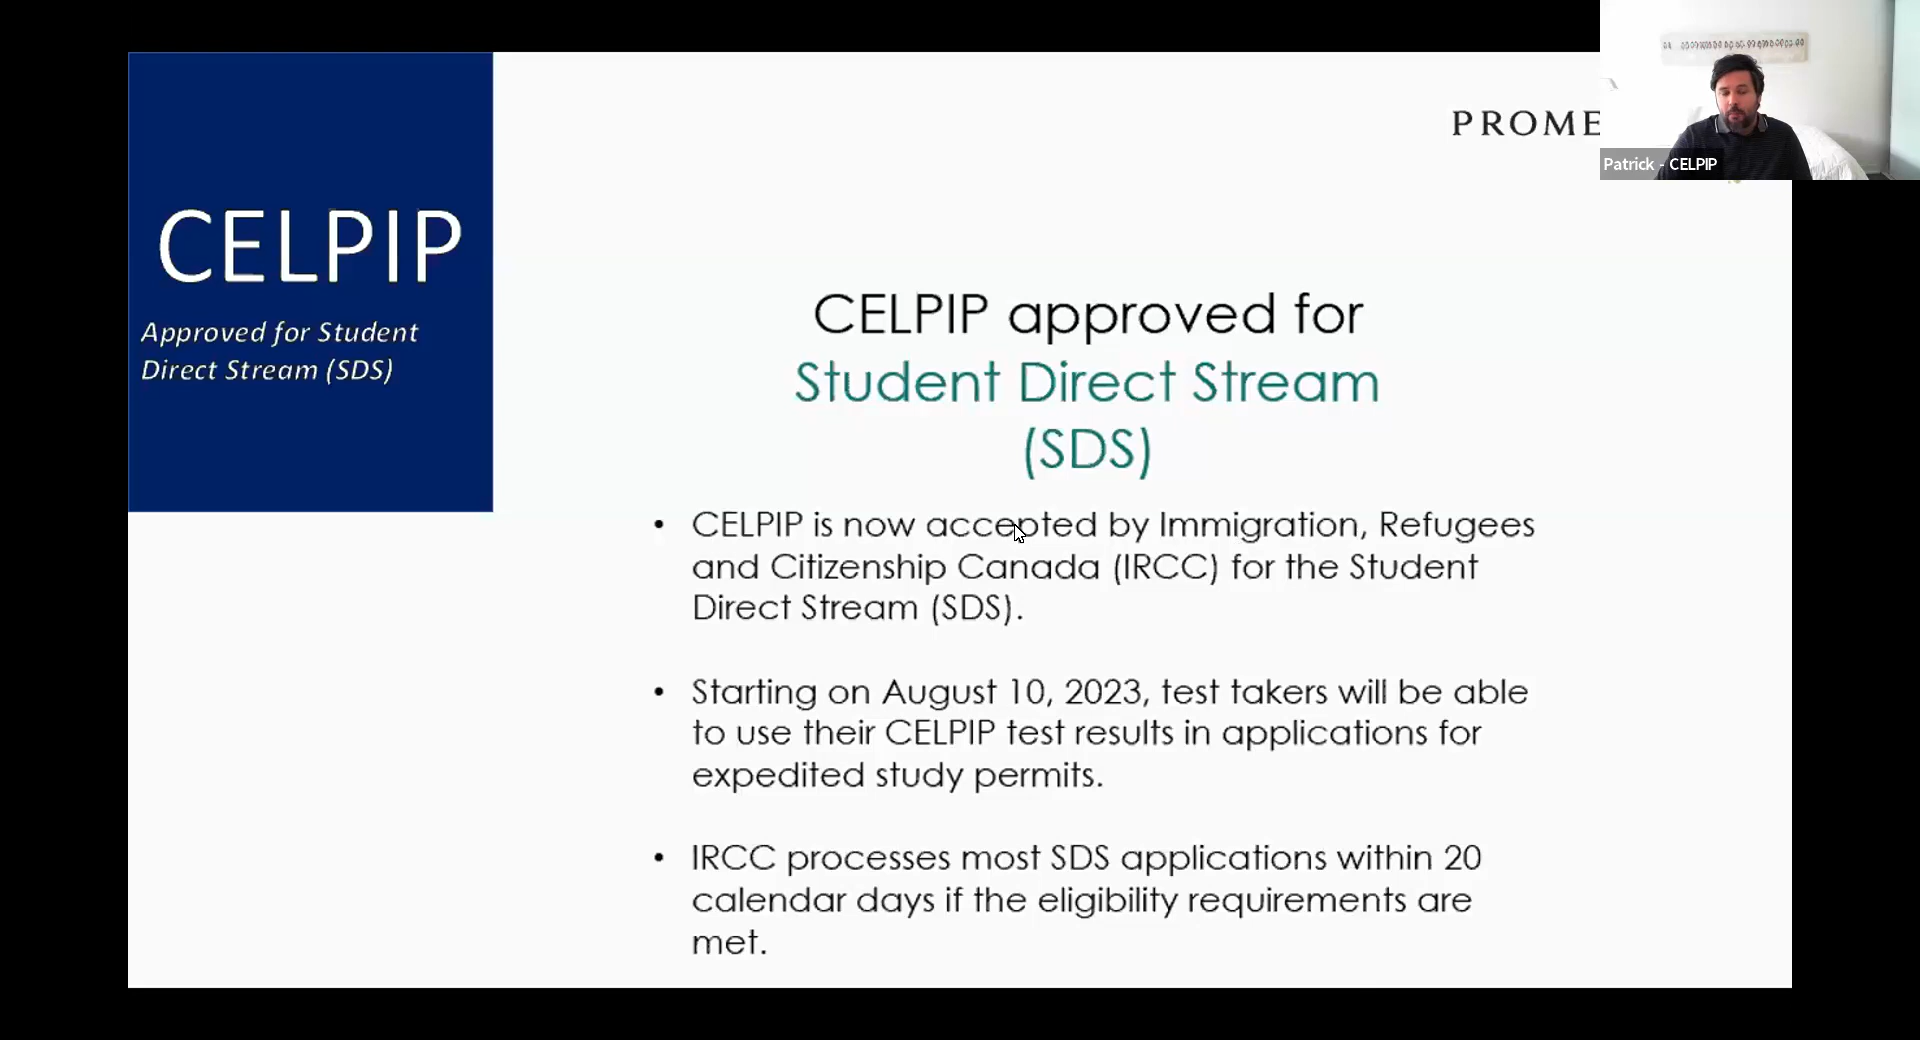 CELPIP
Approved for Student
Direct Stream (SDS)
PROME
Patrick - CELPIP
CELPIP approved for
Student Direct Stream
(SDS)
• CELPIP is now accepted by Immigration, Refugees
and Citizenship Canada (IRCC) for the Student
Direct Stream (SDS).
• Starting on August 10, 2023, test takers will be able
to use their CELPIP test results in applications for
expedited study permits.
• IRCC processes most SDS applications within 20
calendar days if the eligibility requirements are
met.